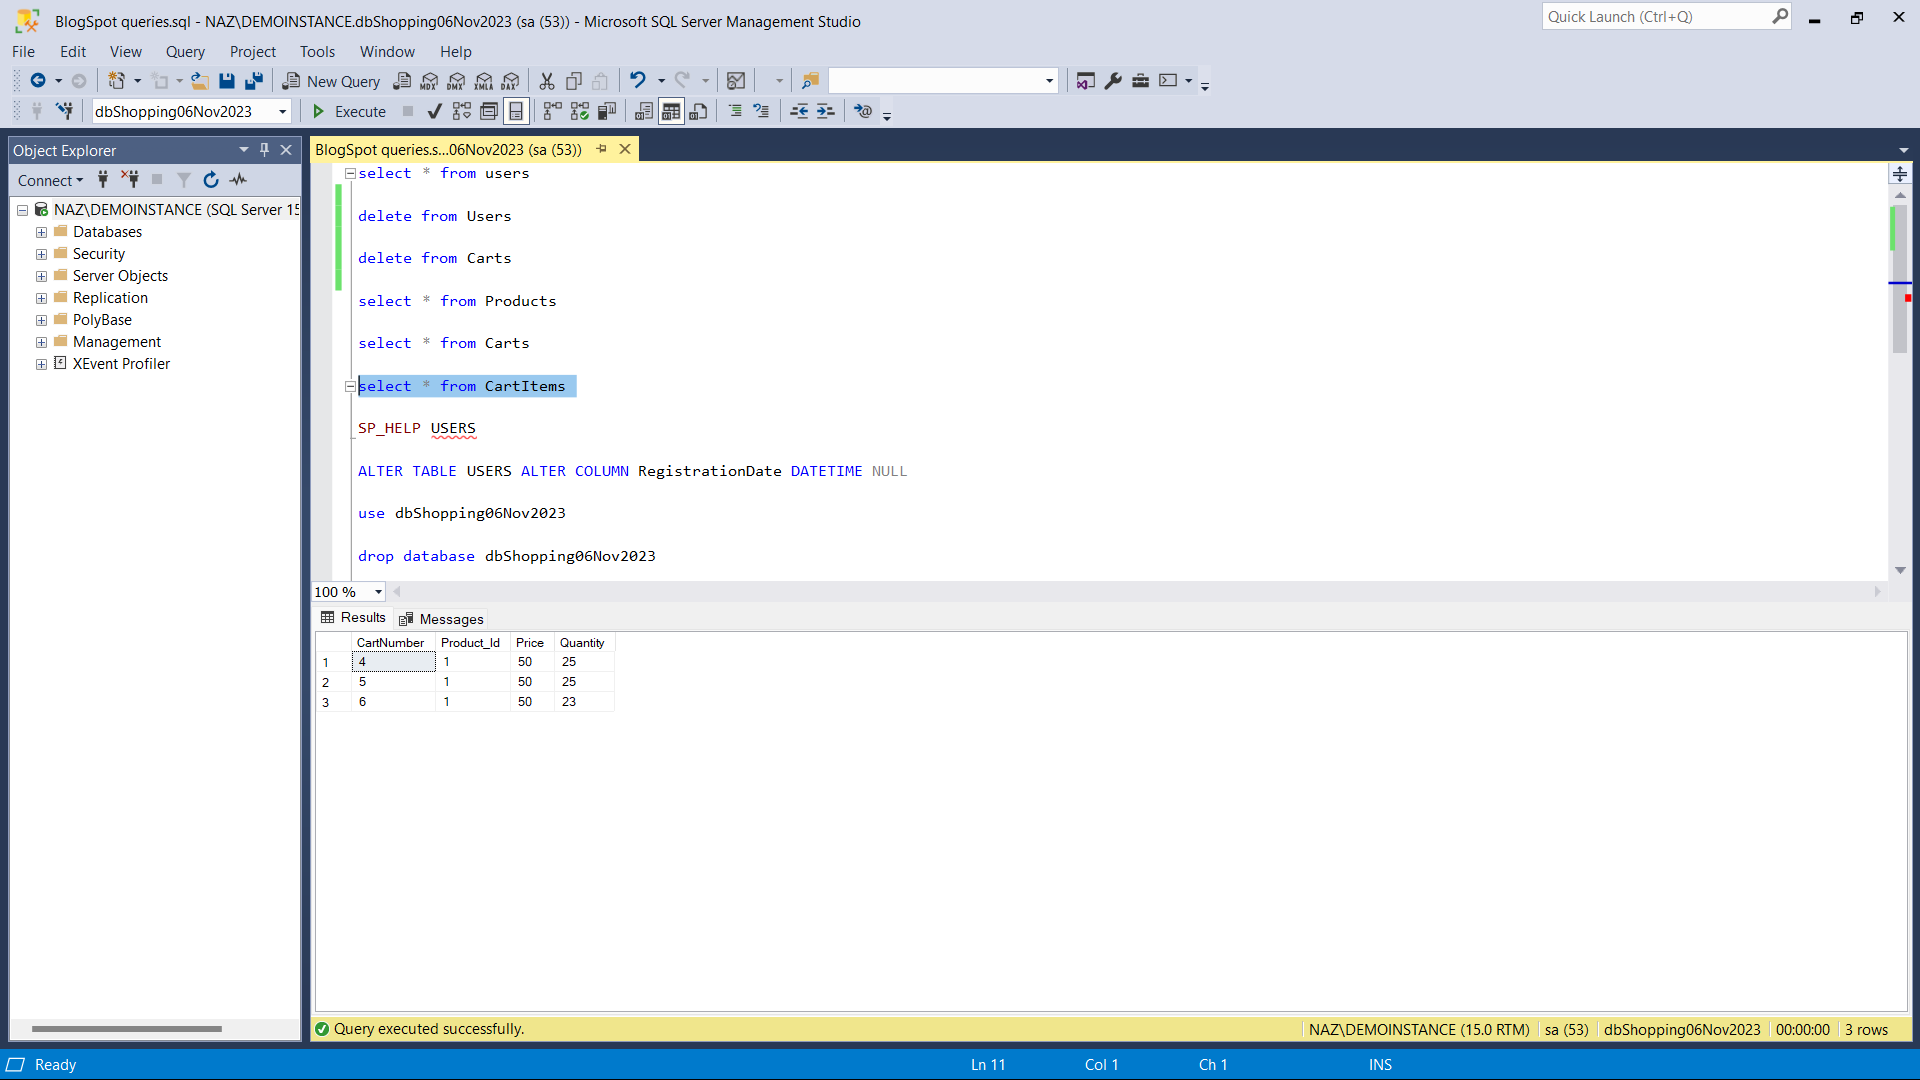 BlogSpot queries.sql - NAZ\DEMOINSTANCE.dbShopping06Nov2023 (sa (53)) - Microsoft SQL Server Management Studio
Quick Launch (Ctrl+Q)
File Edit View Query Project Tools Window Help
New Query MDX DMX XMLA DAX
dbShopping06Nov2023 Execute
Object Explorer
Connect
NAZ\DEMOINSTANCE (SQL Server 15
Databases
Security
Server Objects
Replication
PolyBase
Management
XEvent Profiler
BlogSpot queries.s...06Nov2023 (sa (53))
select * from users
delete from Users
delete from Carts
select * from Products
select * from Carts
select * from CartItems
SP_HELP USERS
ALTER TABLE USERS ALTER COLUMN RegistrationDate DATETIME NULL
use dbShopping06Nov2023
drop database dbShopping06Nov2023
100 %
Results Messages
CartNumber Product_Id Price Quantity
1 4 1 50 25
2 5 1 50 25
3 6 1 50 23
Query executed successfully. NAZ\DEMOINSTANCE (15.0 RTM) sa (53) dbShopping06Nov2023 00:00:00 3 rows
Ready Ln 11 Col 1 Ch 1 INS